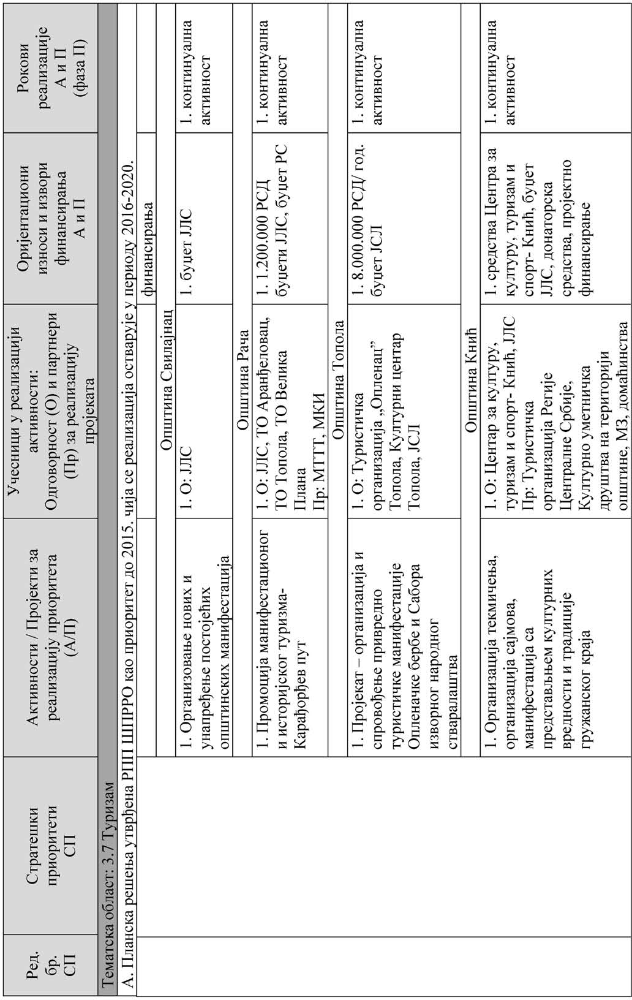 Ред.
бр.
СП
Стратешки
приоритети
СП
Активности / Пројекти за
реализацију приоритета
(А/П)
Учесници у реализацији
активности:
Одговорност (О) и партнери
(Пр) за реализацију
пројеката
Оријентациони
износи и извори
финансирања
А и П
Рокови
реализације
А и П
(фаза П)
Тематска област: 3.7 Туризам
А. Планска решења утврђена РПП ШПРРО као приоритет до 2015. чија се реализација остварује у периоду 2016-2020.
финансирања
Општина Свилајнац
1. Организовање нових и
унапређење постојећих
општинских манифестација
1. О: ЈЛС
1. буџет ЈЛС
1. континуална
активност
Општина Рача
1. Промоција манифестационог
и историјског туризма-
Карађорђев пут
1. О: ЈЛС, ТО Аранђеловац,
ТО Топола, ТО Велика
Плана
Пр: МТТТ, МКИ
1. 1.200.000 РСД
буџети ЈЛС, буџет РС
1. континуална
активност
Општина Топола
1. Пројекат – организација и
спровођење привредно
туристичке манифестације
Опленачке бербе и Сабора
изворног народног
стваралаштва
1. О: Туристичка
организација „Опленац”
Топола, Културни центар
Топола, ЈСЛ
1. 8.000.000 РСД/ год.
буџет ЈСЛ
1. континуална
активност
Општина Кнић
1. Организација текмичења,
организација сајмова,
манифестација са
представљњем културних
вредности и традиције
гружанског краја
1. О: Центар за културу,
туризам и спорт- Кнић, ЈЛС
Пр: Туристичка
организација Регије
Централне Србије,
Културно уметничка
друштва на територији
општине, МЗ, домаћинства
1. средства Центра за
културу, туризам и
спорт- Кнић, буџет
ЈЛС, донаторска
средства, пројектно
финансирање
1. континуална
активност